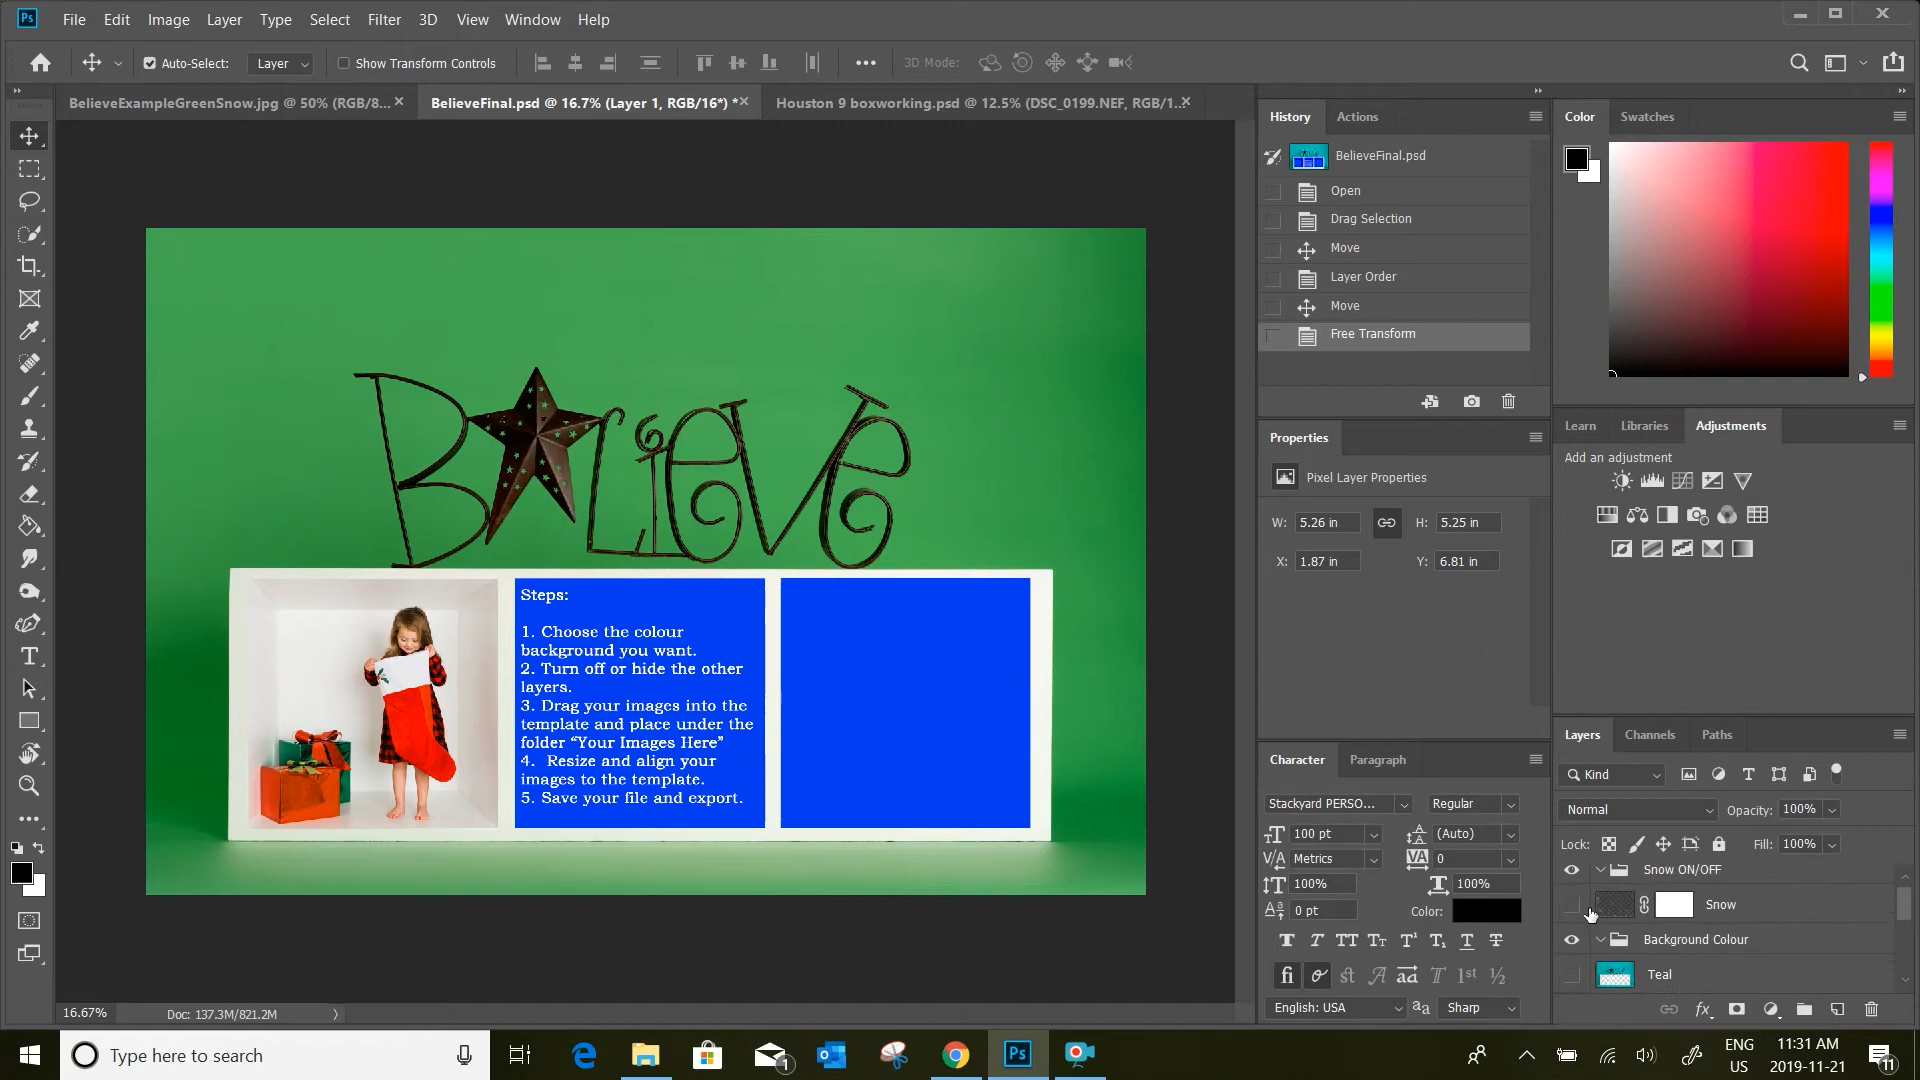 Ps File Edit Image Layer Type Select Filter 3D View Window Help
Auto-Select: Layer Show Transform Controls 3D Mode:
BelieveExampleGreenSnow.jpg @ 50% (RGB/8... BelieveFinal.psd @ 16.7% (Layer 1, RGB/16*) * Houston 9 boxworking.psd @ 12.5% (DSC_0199.NEF, RGB/1...
History Actions
BelieveFinal.psd
Open
Drag Selection
Move
Layer Order
Move
Free Transform
Color Swatches
Learn Libraries Adjustments
Add an adjustment
Properties
Pixel Layer Properties
W: 5.26 in H: 5.25 in
X: 1.87 in Y: 6.81 in
Character Paragraph
Stackyard PERSO... Regular
100 pt (Auto)
Metrics 0
100% 100%
0 pt Color:
English: USA aa Sharp
Layers Channels Paths
Kind
Normal Opacity: 100%
Lock: Fill: 100%
Snow ON/OFF
Snow
Background Colour
Teal
BeLieve
Steps:
1. Choose the colour
background you want.
2. Turn off or hide the other
layers.
3. Drag your images into the
template and place under the
folder “Your Images Here”
4. Resize and align your
images to the template.
5. Save your file and export.
16.67% Doc: 137.3M/821.2M
Type here to search
1
Ps
ENG
US
11:31 AM
2019-11-21
11